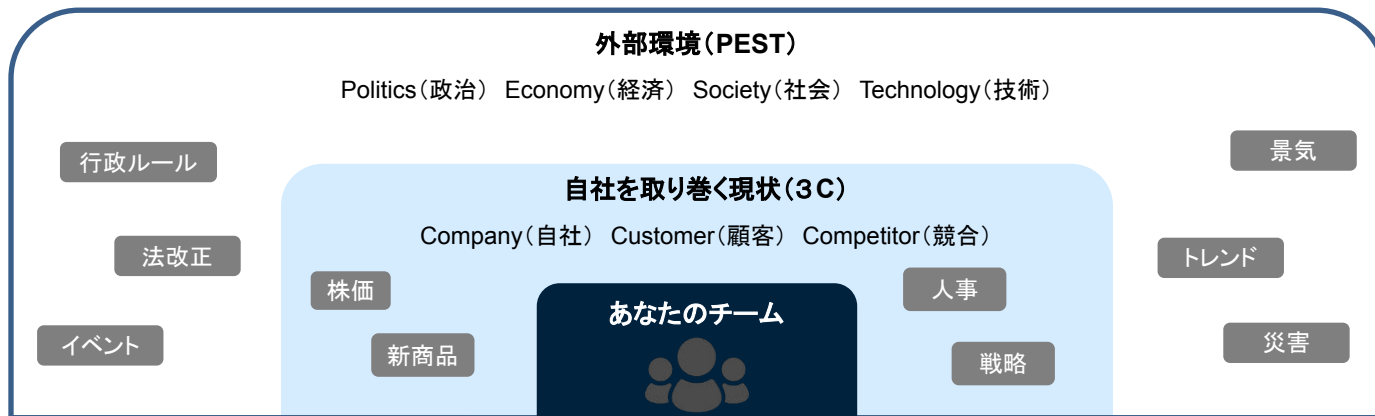 外部環境（PEST）
Politics（政治） Economy（経済） Society（社会） Technology（技術）
行政ルール
景気
自社を取り巻く現状（３C）
Company（自社） Customer（顧客） Competitor（競合）
法改正
トレンド
株価
人事
あなたのチーム
イベント
新商品
戦略
災害